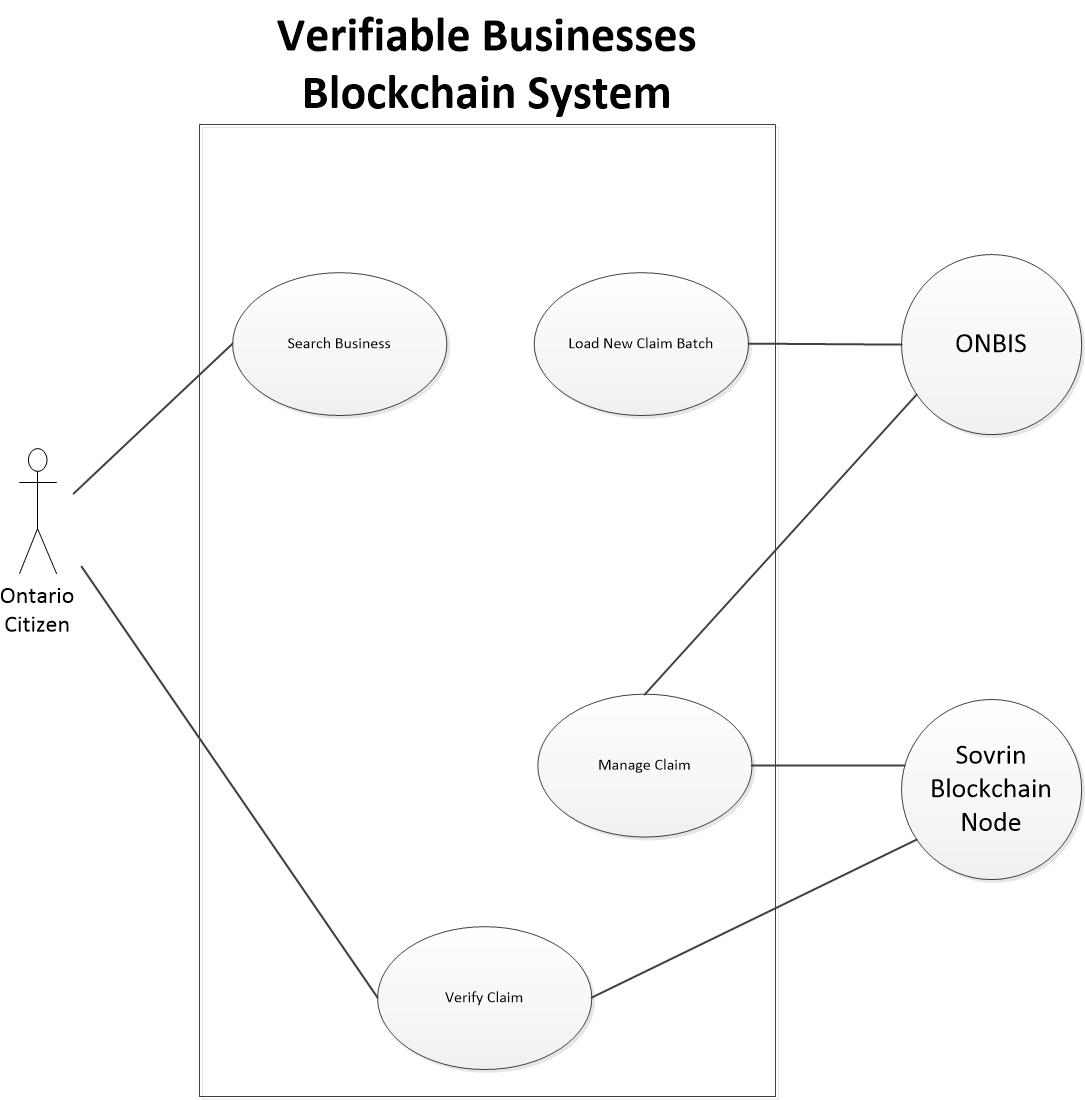 Verifiable Businesses
Blockchain System
Search Business
Load New Claim Batch
ONBIS
Ontario
Citizen
Manage Claim
Sovrin
Blockchain
Node
Verify Claim